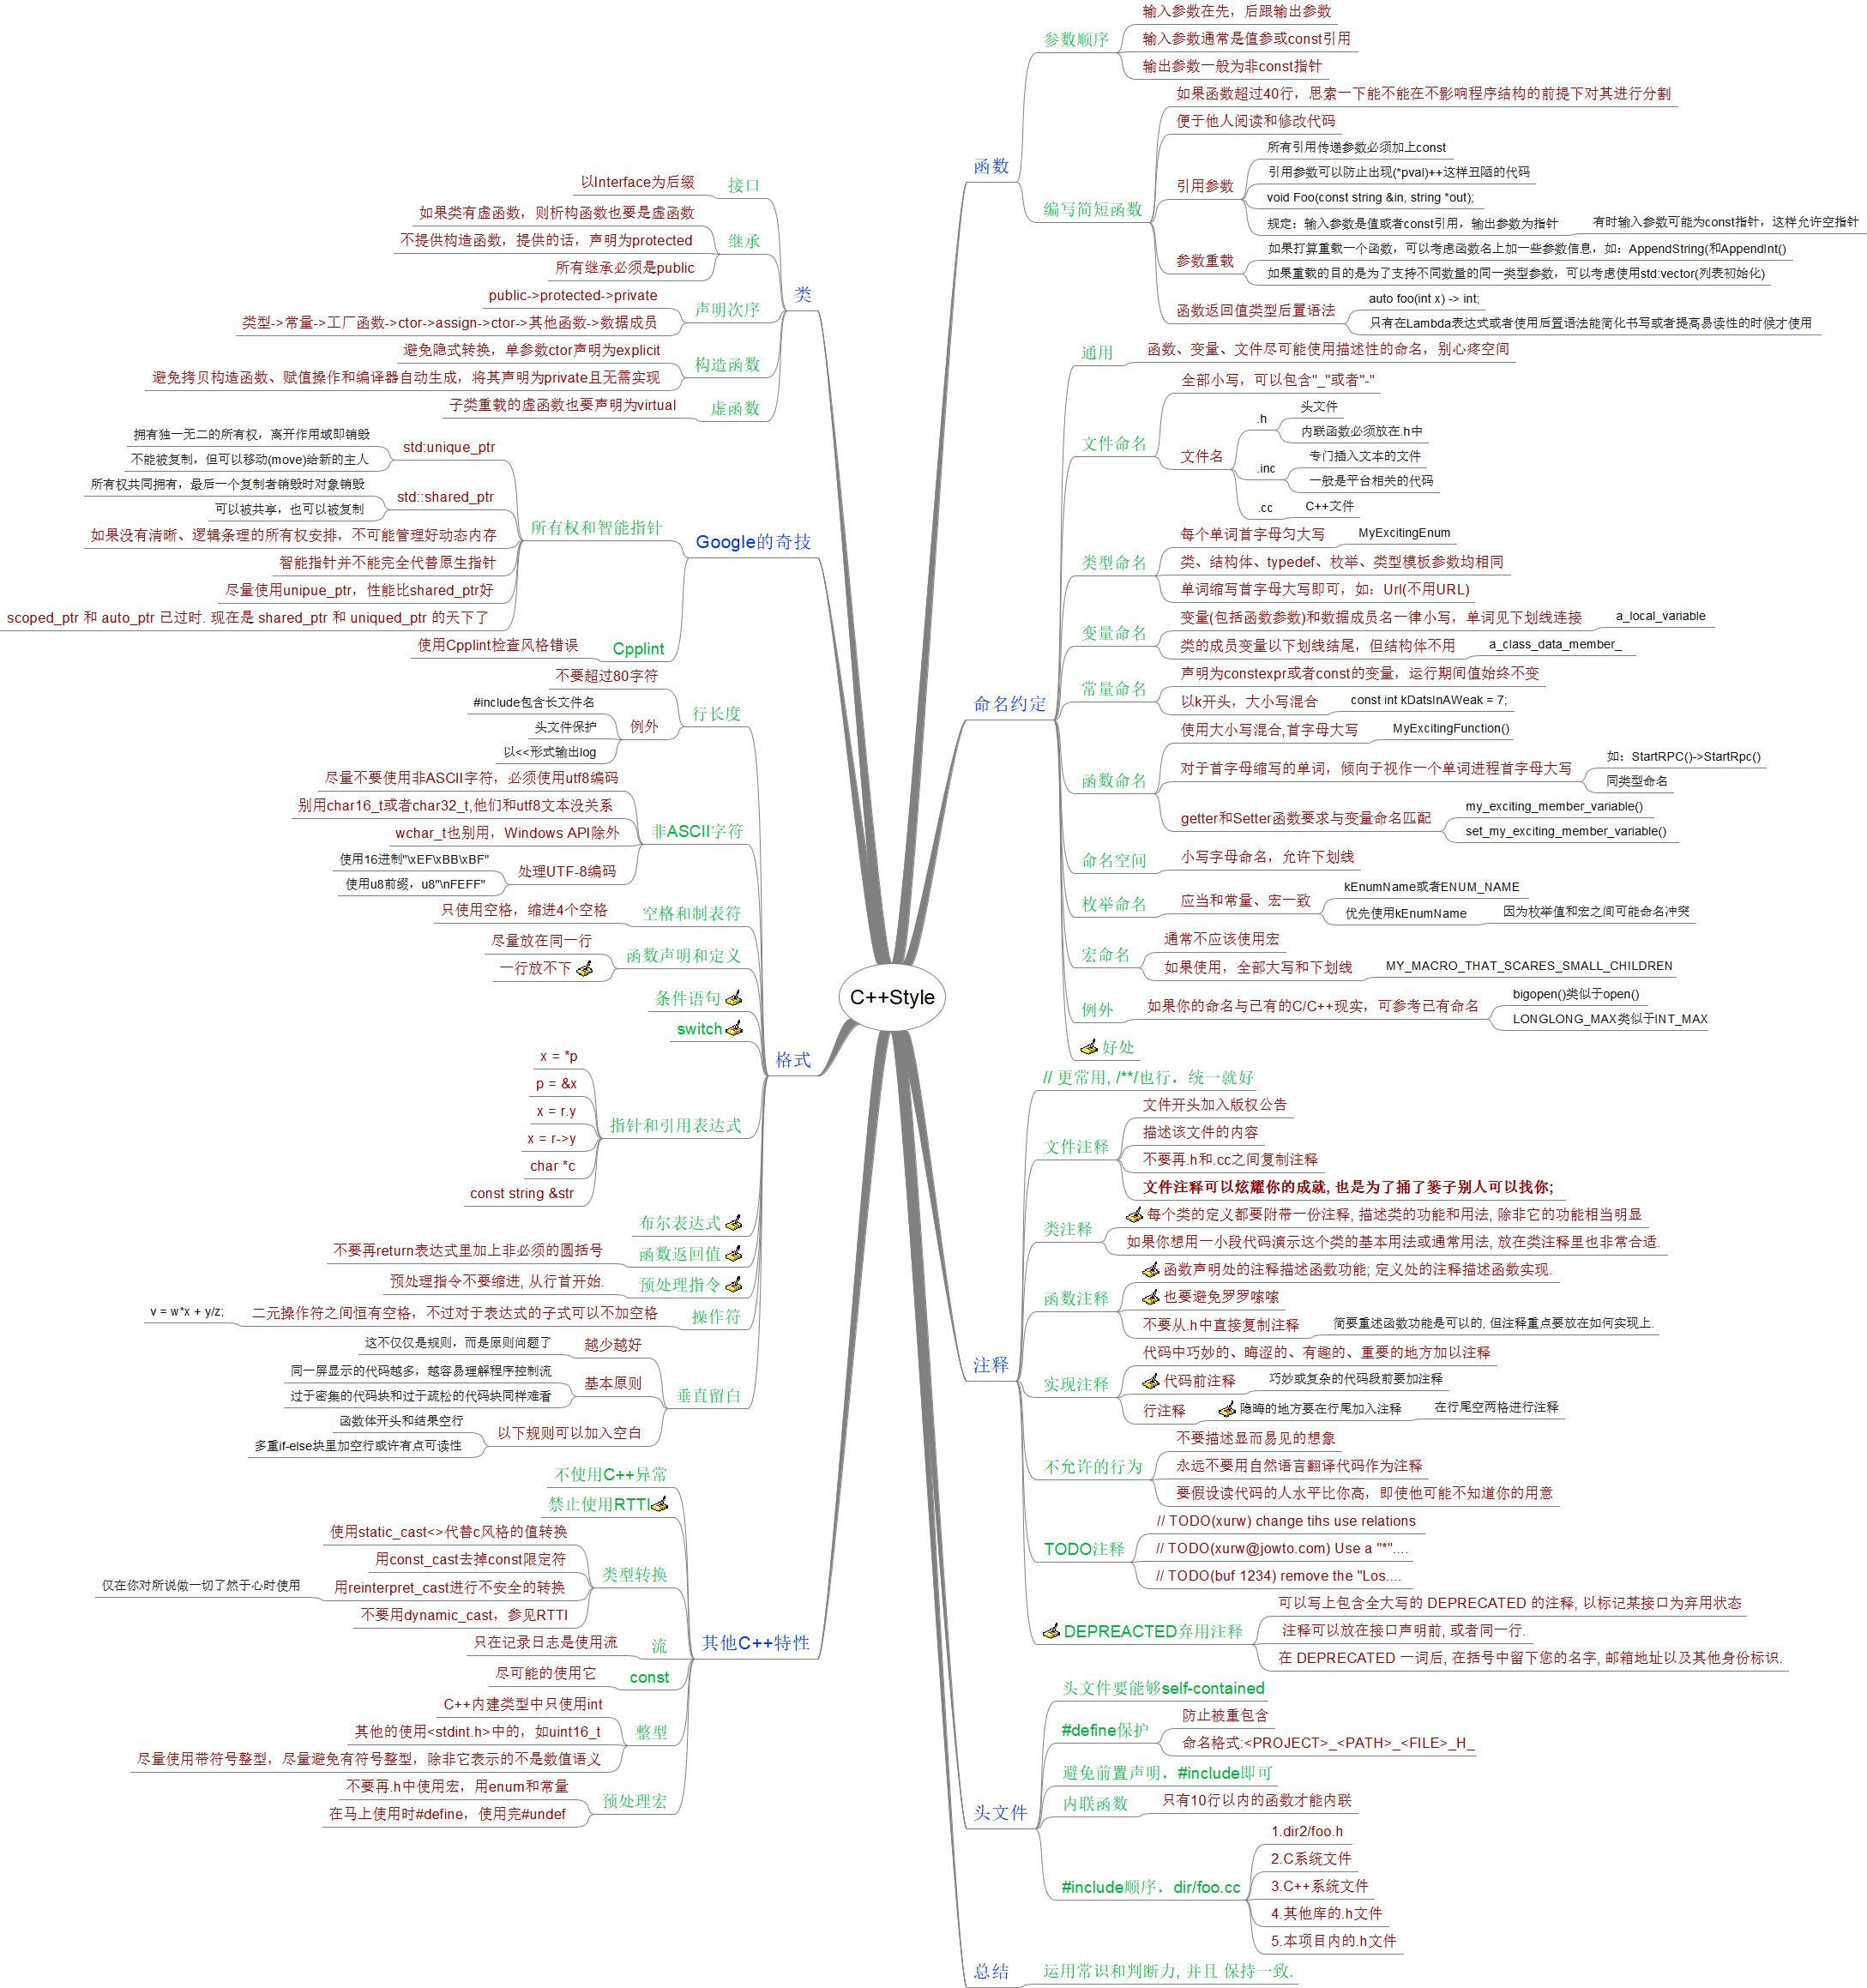 C++Style
函数
参数顺序
输入参数在先，后跟输出参数
输入参数通常是值参或const引用
输出参数一般为非const指针
编写简短函数
如果函数超过40行，思索一下能不能在不影响程序结构的前提下对其进行分割
便于他人阅读和修改代码
引用参数
所有引用传递参数必须加上const
引用参数可以防止出现(*pval)++这样丑陋的代码
void Foo(const string &in, string *out);
规定：输入参数是值或者const引用，输出参数为指针
有时输入参数可能为const指针，这样允许空指针
参数重载
如果打算重载一个函数，可以考虑函数名上加一些参数信息，如：AppendString(和AppendInt()
如果重载的目的是为了支持不同数量的同一类型参数，可以考虑使用std:vector(列表初始化)
函数返回值类型后置语法
auto foo(int x) -> int;
只有在Lambda表达式或者使用后置语法能简化书写或者提高易读性的时候才使用
命名约定
通用
函数、变量、文件尽可能使用描述性的命名，别心疼空间
文件命名
全部小写，可以包含"_"或者"-"
文件名
.h
头文件
内联函数必须放在.h中
.inc
专门插入文本的文件
一般是平台相关的代码
.cc
C++文件
类型命名
每个单词首字母匀大写
MyExcitingEnum
类、结构体、typedef、枚举、类型模板参数均相同
单词缩写首字母大写即可，如：Url(不用URL)
变量命名
变量(包括函数参数)和数据成员名一律小写，单词见下划线连接
a_local_variable
类的成员变量以下划线结尾，但结构体不用
a_class_data_member_
常量命名
声明为constexpr或者const的变量，运行期间值始终不变
以k开头，大小写混合
const int kDatsInAWeak = 7;
函数命名
使用大小写混合,首字母大写
MyExcitingFunction()
对于首字母缩写的单词，倾向于视作一个单词进程首字母大写
如：StartRPC()->StartRpc()
同类型命名
getter和Setter函数要求与变量命名匹配
my_exciting_member_variable()
set_my_exciting_member_variable()
命名空间
小写字母命名，允许下划线
枚举命名
应当和常量、宏一致
kEnumName或者ENUM_NAME
优先使用kEnumName
因为枚举值和宏之间可能命名冲突
宏命名
通常不应该使用宏
如果使用，全部大写和下划线
MY_MACRO_THAT_SCARES_SMALL_CHILDREN
例外
如果你的命名与已有的C/C++现实，可参考已有命名
bigopen()类似于open()
LONGLONG_MAX类似于INT_MAX
好处
注释
// 更常用, /**/也行，统一就好
文件注释
文件开头加入版权公告
描述该文件的内容
不要再.h和.cc之间复制注释
文件注释可以炫耀你的成就, 也是为了捅了篓子别人可以找你;
类注释
每个类的定义都要附带一份注释, 描述类的功能和用法, 除非它的功能相当明显
如果你想用一小段代码演示这个类的基本用法或通常用法, 放在类注释里也非常合适.
函数注释
函数声明处的注释描述函数功能; 定义处的注释描述函数实现.
也要避免罗罗嗦嗦
不要从.h中直接复制注释
简要重述函数功能是可以的, 但注释重点要放在如何实现上.
实现注释
代码中巧妙的、晦涩的、有趣的、重要的地方加以注释
代码前注释
巧妙或复杂的代码段前要加注释
行注释
隐晦的地方要在行尾加入注释
在行尾空两格进行注释
不允许的行为
不要描述显而易见的想象
永远不要用自然语言翻译代码作为注释
要假设读代码的人水平比你高，即使他可能不知道你的用意
TODO注释
// TODO(xurw) change tihs use relations
// TODO(xurw@jowto.com) Use a "*"....
// TODO(buf 1234) remove the "Los....
DEPREACTED弃用注释
可以写上包含全大写的 DEPRECATED 的注释, 以标记某接口为弃用状态
注释可以放在接口声明前, 或者同一行.
在 DEPRECATED 一词后, 在括号中留下您的名字, 邮箱地址以及其他身份标识.
头文件
头文件要能够self-contained
#define保护
防止被重包含
命名格式:<PROJECT>_<PATH>_<FILE>_H_
避免前置声明，#include即可
内联函数
只有10行以内的函数才能内联
#include顺序，dir/foo.cc
1.dir2/foo.h
2.C系统文件
3.C++系统文件
4.其他库的.h文件
5.本项目内的.h文件
总结
运用常识和判断力, 并且 保持一致.
类
接口
以Interface为后缀
继承
如果类有虚函数，则析构函数也要是虚函数
不提供构造函数，提供的话，声明为protected
所有继承必须是public
声明次序
public->protected->private
类型->常量->工厂函数->ctor->assign->ctor->其他函数->数据成员
构造函数
避免隐式转换，单参数ctor声明为explicit
避免拷贝构造函数、赋值操作和编译器自动生成，将其声明为private且无需实现
虚函数
子类重载的虚函数也要声明为virtual
Google的奇技
所有权和智能指针
std:unique_ptr
拥有独一无二的所有权，离开作用域即销毁
不能被复制，但可以移动(move)给新的主人
std::shared_ptr
所有权共同拥有，最后一个复制者销毁时对象销毁
可以被共享，也可以被复制
如果没有清晰、逻辑条理的所有权安排，不可能管理好动态内存
智能指针并不能完全代替原生指针
尽量使用unipue_ptr，性能比shared_ptr好
scoped_ptr 和 auto_ptr 已过时. 现在是 shared_ptr 和 uniqued_ptr 的天下了
Cpplint
使用Cpplint检查风格错误
格式
行长度
不要超过80字符
例外
#include包含长文件名
头文件保护
以<<形式输出log
非ASCII字符
尽量不要使用非ASCII字符，必须使用utf8编码
别用char16_t或者char32_t,他们和utf8文本没关系
wchar_t也别用，Windows API除外
处理UTF-8编码
使用16进制"\xEF\xBB\xBF"
使用u8前缀，u8"\nFEFF"
空格和制表符
只使用空格，缩进4个空格
函数声明和定义
尽量放在同一行
一行放不下
条件语句
switch
指针和引用表达式
x = *p
p = &x
x = r.y
x = r->y
char *c
const string &str
布尔表达式
函数返回值
不要再return表达式里加上非必须的圆括号
预处理指令
预处理指令不要缩进, 从行首开始.
操作符
二元操作符之间恒有空格，不过对于表达式的子式可以不加空格
v = w*x + y/z;
垂直留白
越少越好
这不仅仅是规则，而是原则问题了
基本原则
同一屏显示的代码越多，越容易理解程序控制流
过于密集的代码块和过于疏松的代码块同样难看
以下规则可以加入空白
函数体开头和结果空行
多重if-else块里加空行或许有点可读性
其他C++特性
不使用C++异常
禁止使用RTTI
类型转换
使用static_cast<>代替c风格的值转换
用const_cast去掉const限定符
用reinterpret_cast进行不安全的转换
仅在你对所说做一切了然于心时使用
不要用dynamic_cast，参见RTTI
流
只在记录日志是使用流
const
尽可能的使用它
整型
C++内建类型中只使用int
其他的使用<stdint.h>中的，如uint16_t
尽量使用带符号整型，尽量避免有符号整型，除非它表示的不是数值语义
预处理宏
不要再.h中使用宏，用enum和常量
在马上使用时#define，使用完#undef